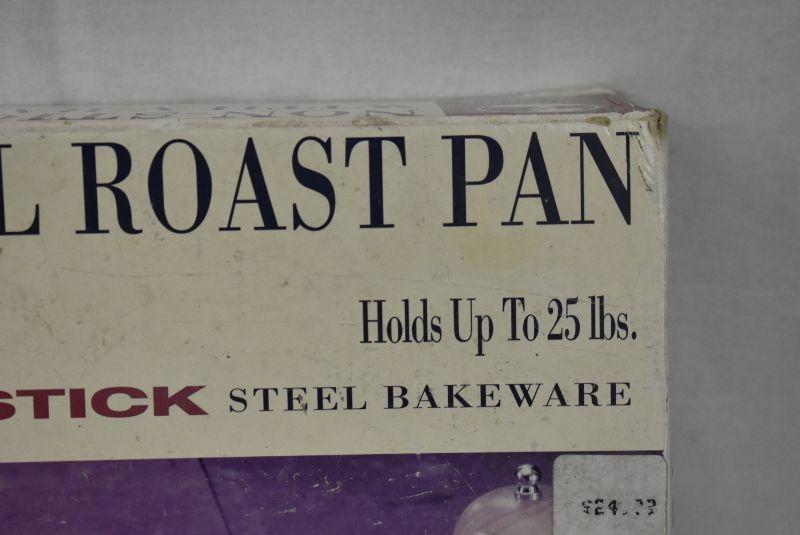 L ROAST PAN
Holds Up To 25 lbs.
STICK STEEL BAKEWARE